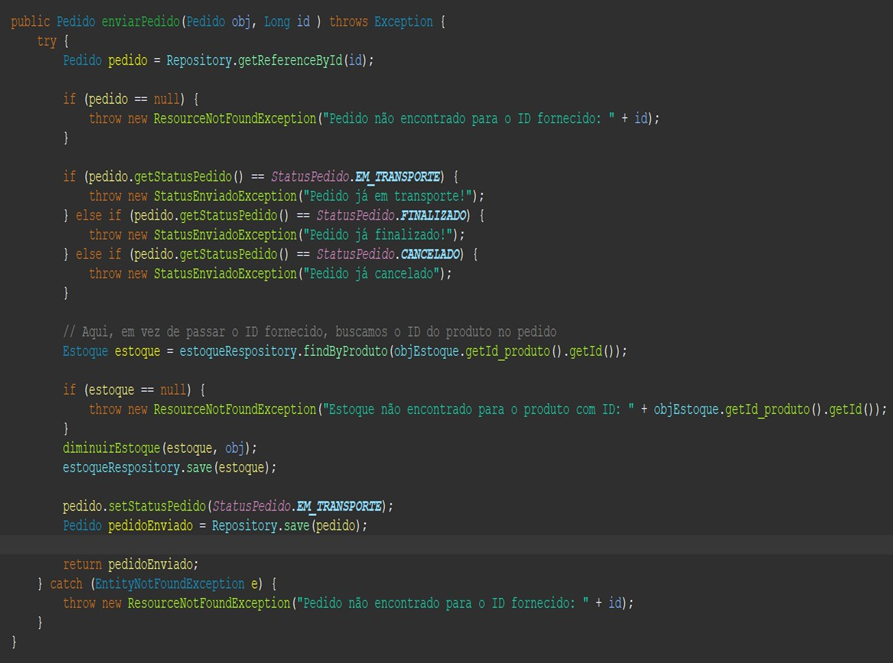 public Pedido enviarPedido(Pedido obj, Long id ) throws Exception {
try {
Pedido pedido = Repository.getReferenceById(id);
if (pedido == null) {
throw new ResourceNotFoundException("Pedido não encontrado para o ID fornecido: " + id);
}
if (pedido.getStatusPedido() == StatusPedido.EM_TRANSPORTE) {
throw new StatusEnviadoException("Pedido já em transporte!");
} else if (pedido.getStatusPedido() == StatusPedido.FINALIZADO) {
throw new StatusEnviadoException("Pedido já finalizado!");
} else if (pedido.getStatusPedido() == StatusPedido.CANCELADO) {
throw new StatusEnviadoException("Pedido já cancelado");
}
// Aqui, em vez de passar o ID fornecido, buscamos o ID do produto no pedido
Estoque estoque = estoqueRespository.findByProduto(objEstoque.getId_produto().getId());
if (estoque == null) {
throw new ResourceNotFoundException("Estoque não encontrado para o produto com ID: " + objEstoque.getId_produto().getId());
}
diminuirEstoque(estoque, obj);
estoqueRespository.save(estoque);
pedido.setStatusPedido(StatusPedido.EM_TRANSPORTE);
Pedido pedidoEnviado = Repository.save(pedido);
return pedidoEnviado;
} catch (EntityNotFoundException e) {
throw new ResourceNotFoundException("Pedido não encontrado para o ID fornecido: " + id);
}
}